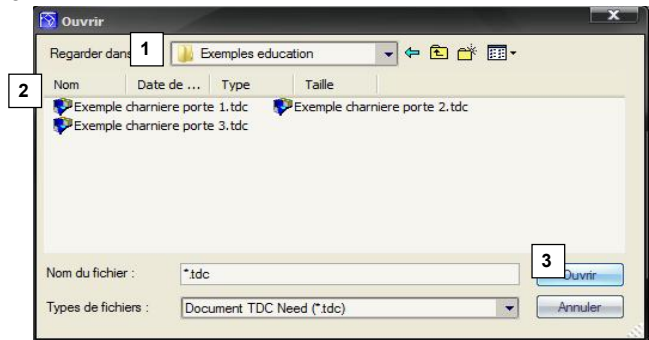 Ouvrir
Regarder dans 1 Exemples education
2 Nom Date de ... Type Taille
Exemple charniere porte 1.tdc Exemple charniere porte 2.tdc
Exemple charniere porte 3.tdc
3
Nom du fichier : *.tdc Ouvrir
Types de fichiers : Document TDC Need (*.tdc) Annuler